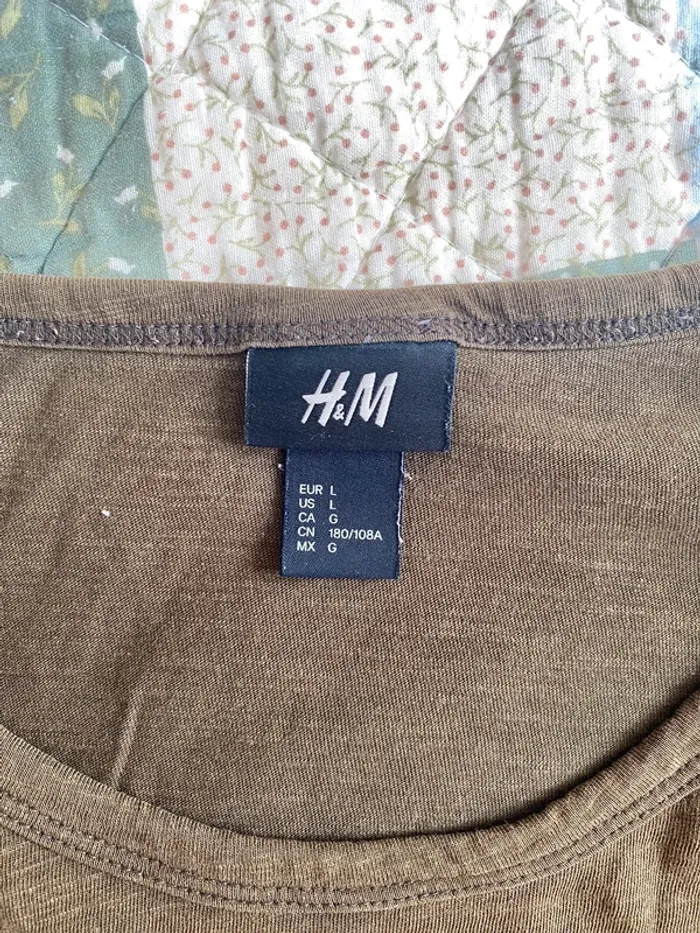 H&M
EUR L
US L
CA G
CN 180/108A
MX G